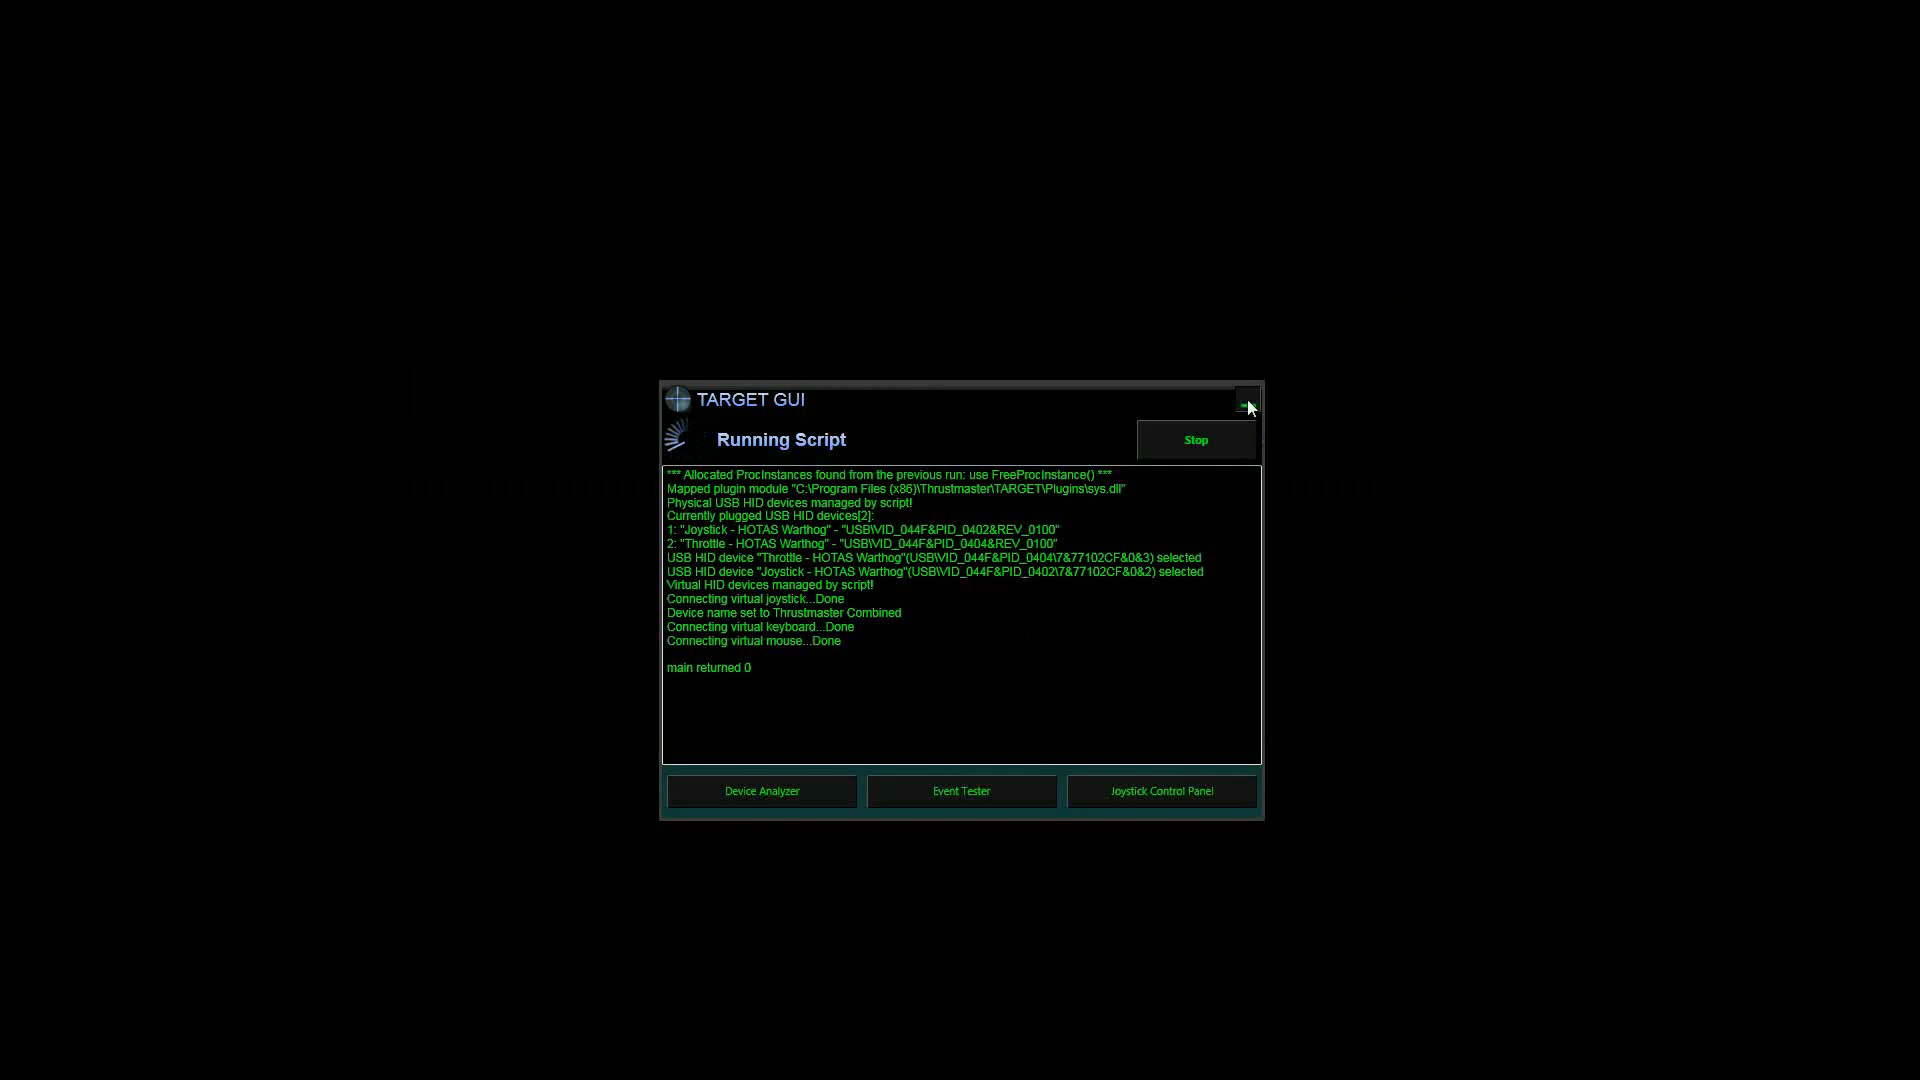 TARGET GUI
Running Script
Stop
*** Allocated ProcInstances found from the previous run: use FreeProcInstance() ***
Mapped plugin module "C:\Program Files (x86)\Thrustmaster\TARGET\Plugins\sys.dll"
Physical USB HID devices managed by script!
Currently plugged USB HID devices[2]:
1: "Joystick - HOTAS Warthog" - "USB\VID_044F&PID_0402&REV_0100"
2: "Throttle - HOTAS Warthog" - "USB\VID_044F&PID_0404&REV_0100"
USB HID device "Throttle - HOTAS Warthog"(USB\VID_044F&PID_0404\7&77102CF&0&3) selected
USB HID device "Joystick - HOTAS Warthog"(USB\VID_044F&PID_0402\7&77102CF&0&2) selected
Virtual HID devices managed by script!
Connecting virtual joystick...Done
Device name set to Thrustmaster Combined
Connecting virtual keyboard...Done
Connecting virtual mouse...Done
main returned 0
Device Analyzer
Event Tester
Joystick Control Panel